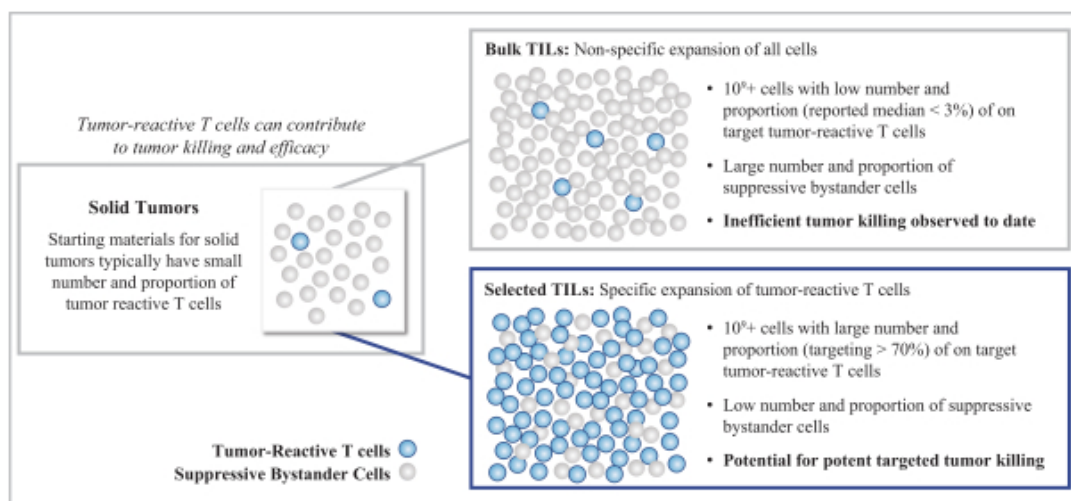 Tumor-reactive T cells can contribute
to tumor killing and efficacy
Solid Tumors
Starting materials for solid
tumors typically have small
number and proportion of
tumor reactive T cells
Bulk TILs: Non-specific expansion of all cells
• 10⁹+ cells with low number and
proportion (reported median < 3%) of on
target tumor-reactive T cells
• Large number and proportion of
suppressive bystander cells
• Inefficient tumor killing observed to date
Selected TILs: Specific expansion of tumor-reactive T cells
• 10⁹+ cells with large number and
proportion (targeting > 70%) of on target
tumor-reactive T cells
• Low number and proportion of suppressive
bystander cells
• Potential for potent targeted tumor killing
Tumor-Reactive T cells
Suppressive Bystander Cells